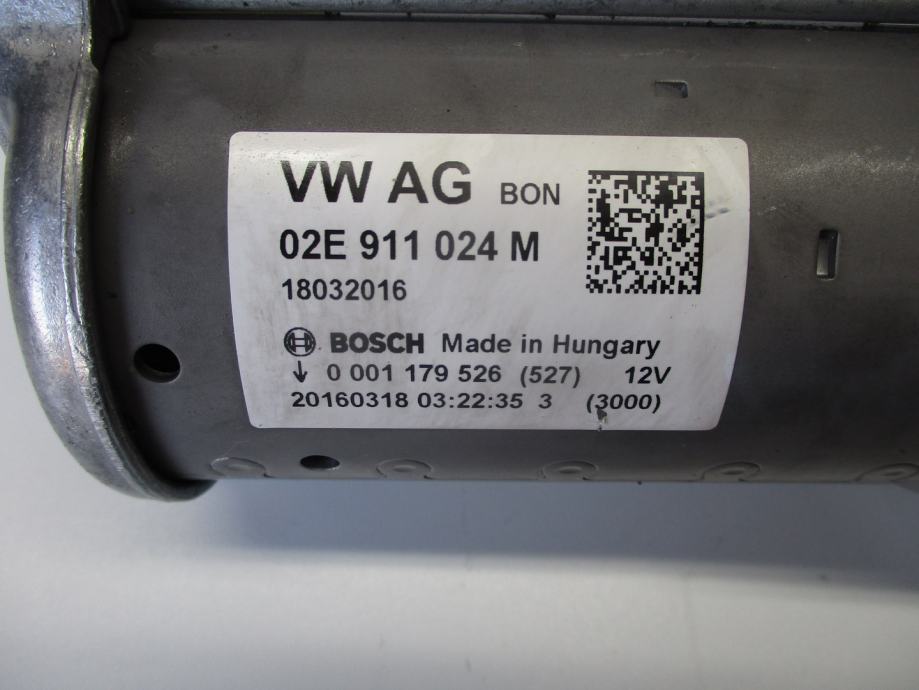 VW AG BON
02E 911 024 M
18032016
BOSCH Made in Hungary
↓ 0 001 179 526 (527) 12V
20160318 03:22:35 3 (3000)